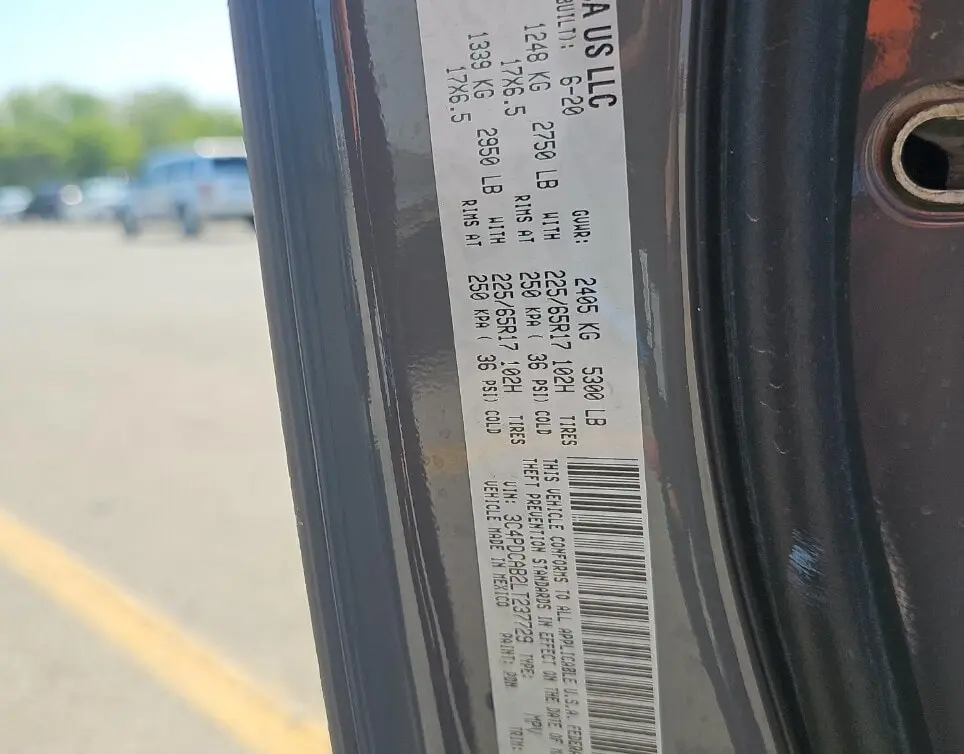 A US LLC
BUILT): 6-20 GVWR: 2405 KG 5300 LB
1248 KG 2750 LB WITH 225/65R17 102H TIRES
17X6.5 RIMS AT 250 KPA ( 36 PSI) COLD
1339 KG 2950 LB WITH 225/65R17 102H TIRES
17X6.5 RIMS AT 250 KPA ( 36 PSI) COLD
THIS VEHICLE CONFORMS TO ALL APPLICABLE U.S.A. FEDERA
THEFT PREVENTION STANDARDS IN EFFECT ON THE DATE OF
VIN: 3C4PDCAB2LT237729 TYPE: MPV
VEHICLE MADE IN MEXICO PAINT: TRIM: